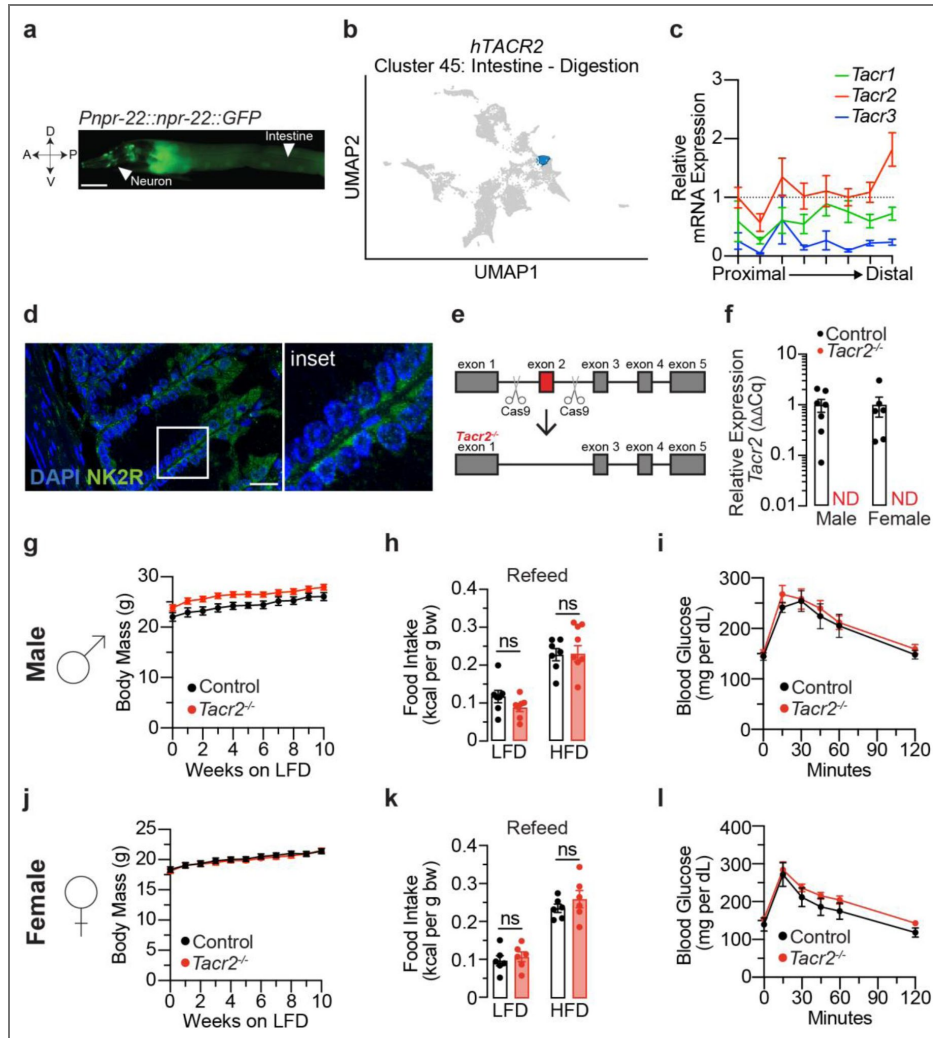 a
Pnpr-22::npr-22::GFP
D
A P
V
Intestine
Neuron
b
hTACR2
Cluster 45: Intestine - Digestion
UMAP2
UMAP1
c
Relative
mRNA Expression
3
2
1
0
Tacr1
Tacr2
Tacr3
Proximal Distal
d
DAPI NK2R
inset
e
exon 1 exon 2 exon 3 exon 4 exon 5
Cas9 Cas9
Tacr2-/-
exon 1 exon 3 exon 4 exon 5
f
Control
Tacr2-/-
Relative Expression
Tacr2 (ΔΔCq)
10
1
0.1
0.01
ND ND
Male Female
Male
g
Body Mass (g)
30
20
10
0
Control
Tacr2-/-
0 2 4 6 8 10
Weeks on LFD
h
Refeed
Food Intake
(kcal per g bw)
0.4
0.3
0.2
0.1
0
ns
ns
LFD HFD
i
Blood Glucose
(mg per dL)
300
200
100
0
Control
Tacr2-/-
0 30 60 90 120
Minutes
Female
j
Body Mass (g)
25
20
15
10
5
0
Control
Tacr2-/-
0 2 4 6 8 10
Weeks on LFD
k
Refeed
Food Intake
(kcal per g bw)
0.4
0.3
0.2
0.1
0
ns
ns
LFD HFD
l
Blood Glucose
(mg per dL)
400
300
200
100
0
Control
Tacr2-/-
0 30 60 90 120
Minutes